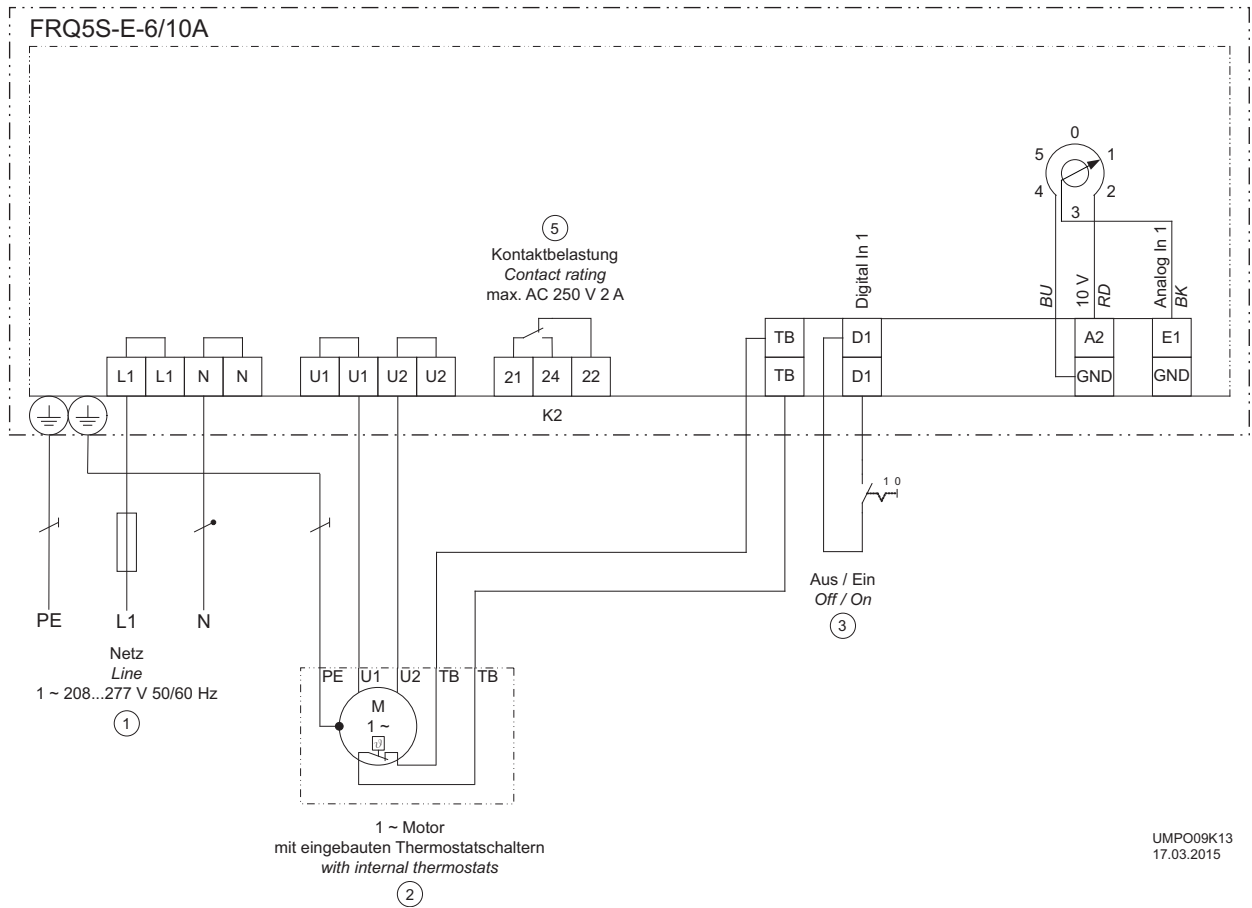 FRQ5S-E-6/10A
0
5 1
4 2
3
5
Kontaktbelastung
Contact rating
max. AC 250 V 2 A
Digital In 1
BU
10 V
RD
Analog In 1
BK
L1 L1 N N
U1 U1 U2 U2
21 24 22
K2
TB D1 A2 E1
TB D1 GND GND
1 0
Aus / Ein
Off / On
3
PE L1 N
Netz
Line
1 ~ 208...277 V 50/60 Hz
1
PE U1 U2 TB TB
M
1 ~
ϑ
1 ~ Motor
mit eingebauten Thermostatschaltern
with internal thermostats
2
UMPO09K13
17.03.2015